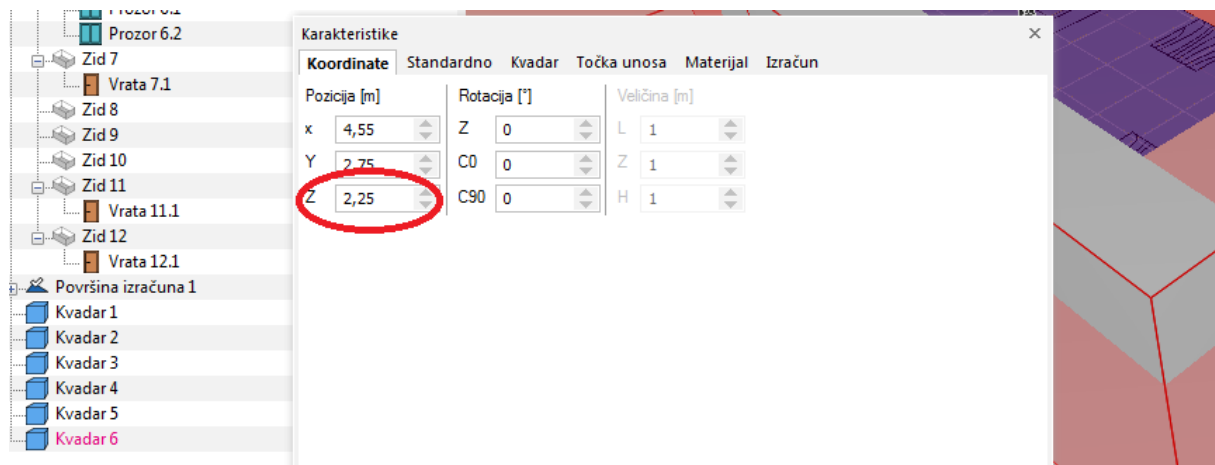 Prozor 6.1
Prozor 6.2
Zid 7
Vrata 7.1
Zid 8
Zid 9
Zid 10
Zid 11
Vrata 11.1
Zid 12
Vrata 12.1
Površina izračuna 1
Kvadar 1
Kvadar 2
Kvadar 3
Kvadar 4
Kvadar 5
Kvadar 6
Karakteristike
Koordinate Standardno Kvadar Točka unosa Materijal Izračun
Pozicija [m] Rotacija [°] Veličina [m]
x 4,55 Z 0 L 1
Y 2,75 C0 0 Z 1
Z 2,25 C90 0 H 1